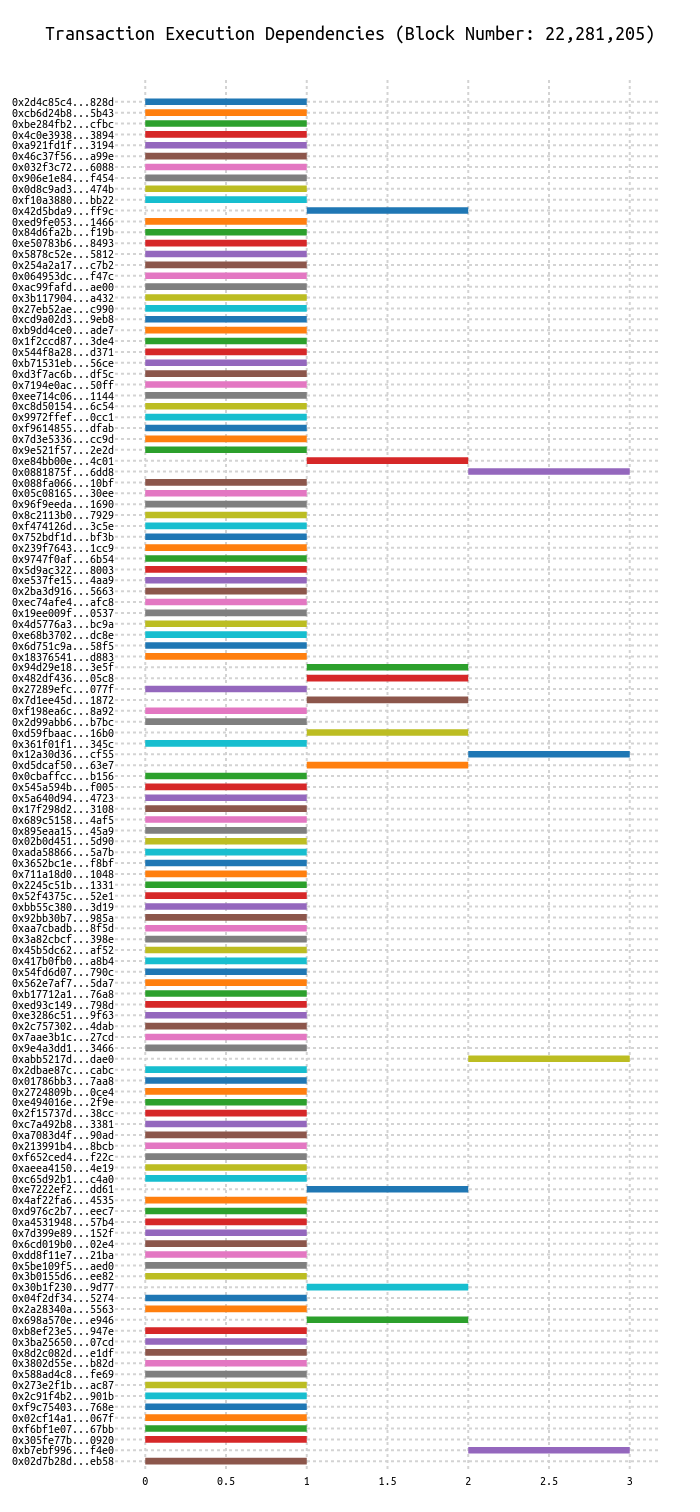 Transaction Execution Dependencies (Block Number: 22,281,205)
0x2d4c85c4...828d
0xcb6d24b8...5b43
0xbe284fb2...cfbc
0x4c0e3938...3894
0xa921fd1f...3194
0x46c37f56...a99e
0x032f3c72...6088
0x906e1e84...f454
0x0d8c9ad3...474b
0xf10a3880...bb22
0x42d5bda9...ff9c
0xed9fe053...1466
0x84d6fa2b...f19b
0xe50783b6...8493
0x5878c52e...5812
0x254a2a17...c7b2
0x064953dc...f47c
0xac99fafd...ae00
0x3b117904...a432
0x27eb52ae...c990
0xcd9a02d3...9eb8
0xb9dd4ce0...ade7
0x1f2ccd87...3de4
0x544f8a28...d371
0xb71531eb...56ce
0xd3f7ac6b...df5c
0x7194e0ac...50ff
0xee714c06...1144
0xc8d50154...6c54
0x9972ffef...0cc1
0xf9614855...dfab
0x7d3e5336...cc9d
0x9e521f57...2e2d
0xe84bb00e...4c01
0x0881875f...6dd8
0x088fa066...10bf
0x05c08165...30ee
0x96f9eeda...1690
0x8c2113b0...7929
0xf474126d...3c5e
0x752bdf1d...bf3b
0x239f7643...1cc9
0x9747f0af...6b54
0x5d9ac322...8003
0xe537fe15...4aa9
0x2ba3d916...5663
0xec74afe4...afc8
0x19ee009f...0537
0x4d5776a3...bc9a
0xe68b3702...dc8e
0x6d751c9a...58f5
0x18376541...d883
0x94d29e18...3e5f
0x482df436...05c8
0x27289efc...077f
0x7d1ee45d...1872
0xf198ea6c...8a92
0x2d99abb6...b7bc
0xd59fbaac...16b0
0x361f01f1...345c
0x12a30d36...cf55
0xd5dcaf50...63e7
0x0cbaffcc...b156
0x545a594b...f005
0x5a640d94...4723
0x17f298d2...3108
0x689c5158...4af5
0x895eaa15...45a9
0x02b0d451...5d90
0xada58866...5a7b
0x3652bc1e...f8bf
0x711a18d0...1048
0x2245c51b...1331
0x52f4375c...52e1
0xbb55c380...3d19
0x92bb30b7...985a
0xaa7cbadb...8f5d
0x3a82cbcf...398e
0x45b5dc62...af52
0x417b0fb0...a8b4
0x54fd6d07...790c
0x562e7af7...5da7
0xb17712a1...76a8
0xed93c149...798d
0xe3286c51...9f63
0x2c757302...4dab
0x7aae3b1c...27cd
0x9e4a3dd1...3466
0xabb5217d...dae0
0x2dbae87c...cabc
0x01786bb3...7aa8
0x2724809b...0ce4
0xe494016e...2f9e
0x2f15737d...38cc
0xc7a492b8...3381
0xa7083d4f...90ad
0x213991b4...8bcb
0xf652ced4...f22c
0xaeea4150...4e19
0xc65d92b1...c4a0
0xe7222ef2...dd61
0x4af22fa6...4535
0xd976c2b7...eec7
0xa4531948...57b4
0x7d399e89...152f
0x6cd019b0...02e4
0xdd8f11e7...21ba
0x5be109f5...aed0
0x3b0155d6...ee82
0x30b1f230...9d77
0x04f2df34...5274
0x2a28340a...5563
0x698a570e...e946
0xb8ef23e5...947e
0x3ba25650...07cd
0x8d2c082d...e1df
0x3802d55e...b82d
0x588ad4c8...fe69
0x273e2f1b...ac87
0x2c91f4b2...901b
0xf9c75403...768e
0x02cf14a1...067f
0xf6bf1e07...67bb
0x305fe77b...0920
0xb7ebf996...f4e0
0x02d7b28d...eb58
0 0.5 1 1.5 2 2.5 3